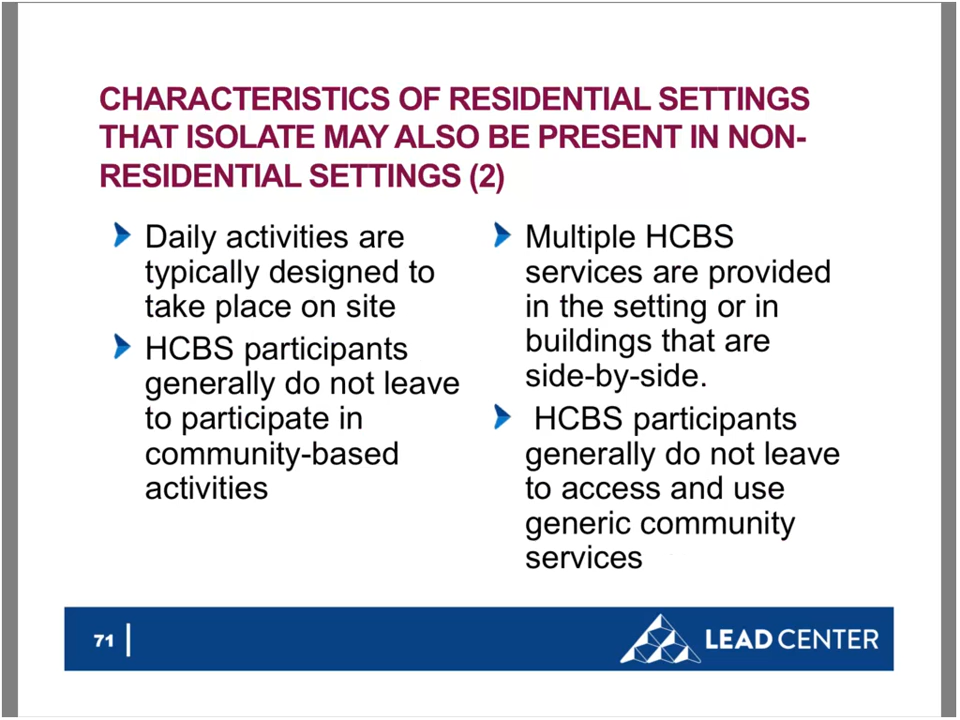 CHARACTERISTICS OF RESIDENTIAL SETTINGS
THAT ISOLATE MAY ALSO BE PRESENT IN NON-
RESIDENTIAL SETTINGS (2)
Daily activities are
typically designed to
take place on site
HCBS participants
generally do not leave
to participate in
community-based
activities
Multiple HCBS
services are provided
in the setting or in
buildings that are
side-by-side.
HCBS participants
generally do not leave
to access and use
generic community
services
71
LEAD CENTER